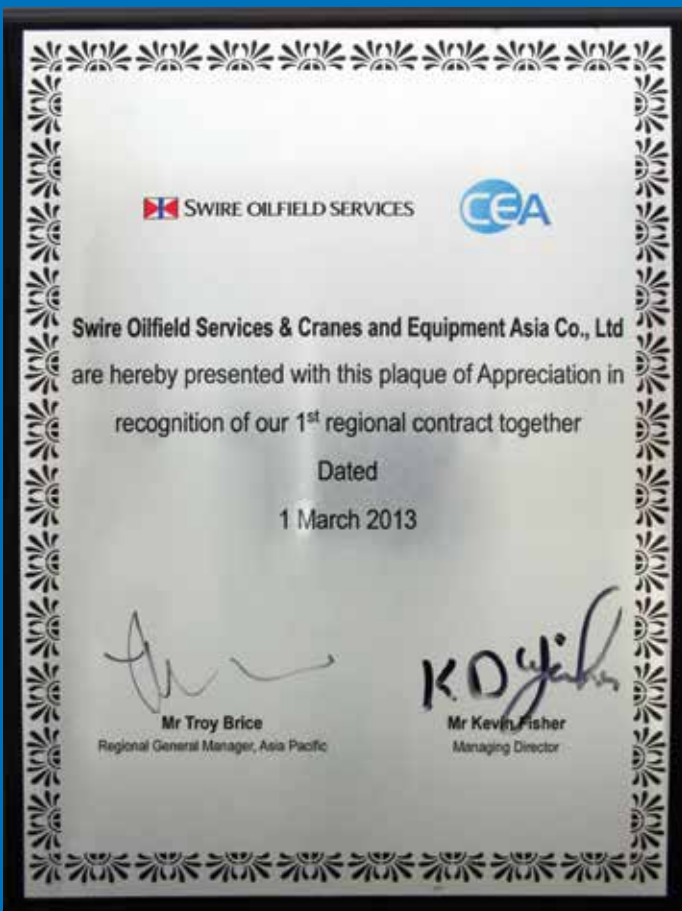 SWIRE OILFIELD SERVICES CEA
Swire Oilfield Services & Cranes and Equipment Asia Co., Ltd
are hereby presented with this plaque of Appreciation in
recognition of our 1st regional contract together
Dated
1 March 2013
Mr Troy Brice Mr Kevin Fisher
Regional General Manager, Asia Pacific Managing Director